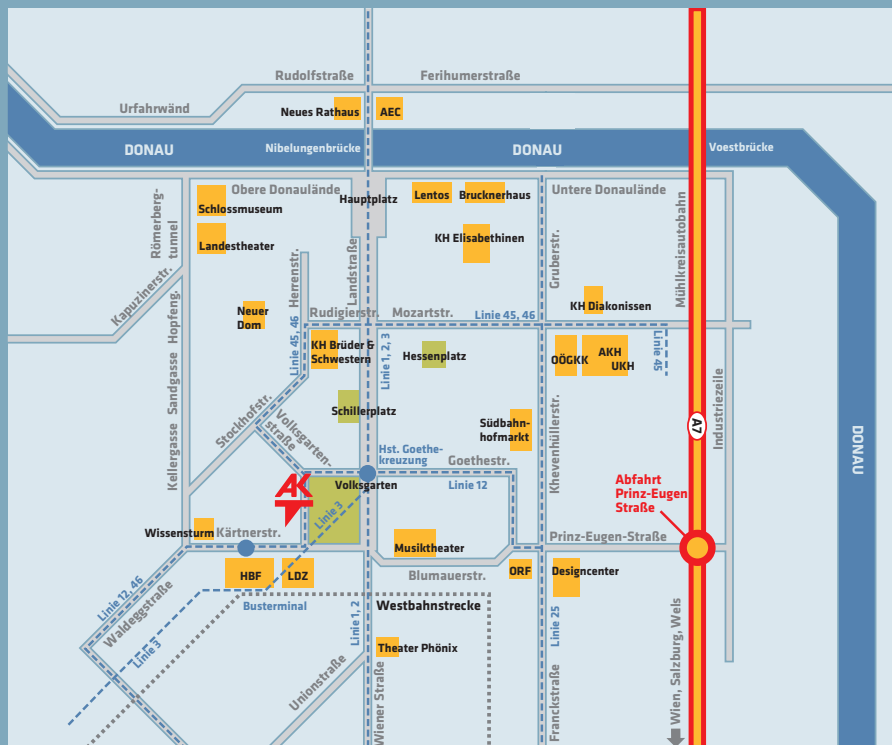 Rudolfstraße
Ferihumerstraße
Urfahrwänd
Neues Rathaus
AEC
DONAU
Nibelungenbrücke
DONAU
Voestbrücke
Römerberg-
tunnel
Obere Donaulände
Schlossmuseum
Hauptplatz
Lentos
Brucknerhaus
Untere Donaulände
Landestheater
KH Elisabethinen
Gruberstr.
Mühlkreisautobahn
Kapuzinerstr.
Herrenstr.
Landstraße
Hopfeng.
Neuer
Dom
Rudigierstr.
Mozartstr.
Linie 45, 46
KH Diakonissen
Linie 45, 46
KH Brüder &
Schwestern
Linie 1, 2, 3
Hessenplatz
OÖGKK
AKH
UKH
Linie 45
Sandgasse
Schillerplatz
Stockhofstr.
Volksgarten-
straße
Südbahn-
hofmarkt
Khevenhüllerstr.
A7
Industriezeile
DONAU
Kellergasse
Hst. Goethe-
kreuzung
Goethestr.
Volksgarten
Linie 12
AK
Linie 3
Abfahrt
Prinz-Eugen
Straße
Wissensturm
Kärtnerstr.
Musiktheater
Prinz-Eugen-Straße
HBF
LDZ
Blumauerstr.
ORF
Designcenter
Linie 12, 46
Waldeggstraße
Busterminal
Linie 1, 2
Westbahnstrecke
Linie 25
Linie 3
Theater Phönix
Unionstraße
Wiener Straße
Franckstraße
Wien, Salzburg, Wels